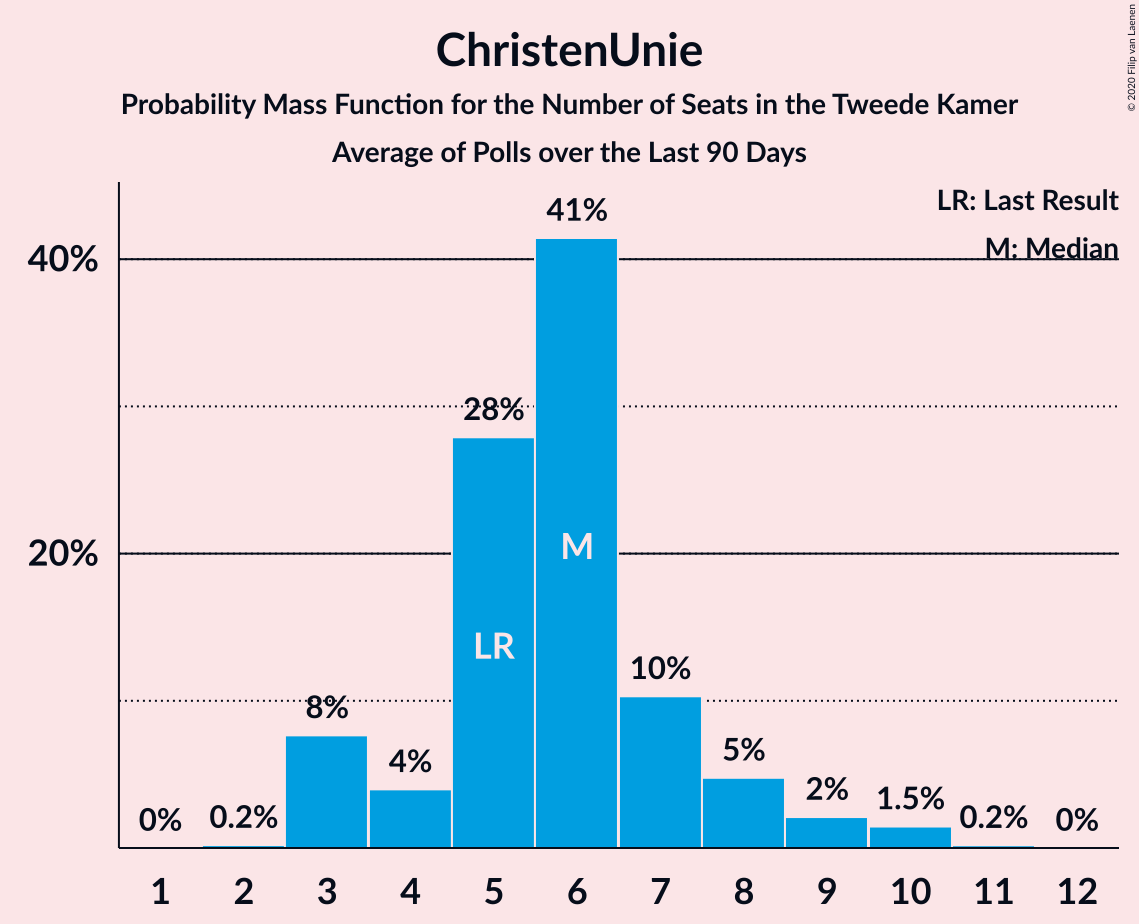 ChristenUnie
Probability Mass Function for the Number of Seats in the Tweede Kamer
Average of Polls over the Last 90 Days
© 2020 Filip van Laenen
LR: Last Result
M: Median
40%
20%
0%
0.2%
8%
4%
28%
41%
10%
5%
2%
1.5%
0.2%
0%
LR
M
1 2 3 4 5 6 7 8 9 10 11 12